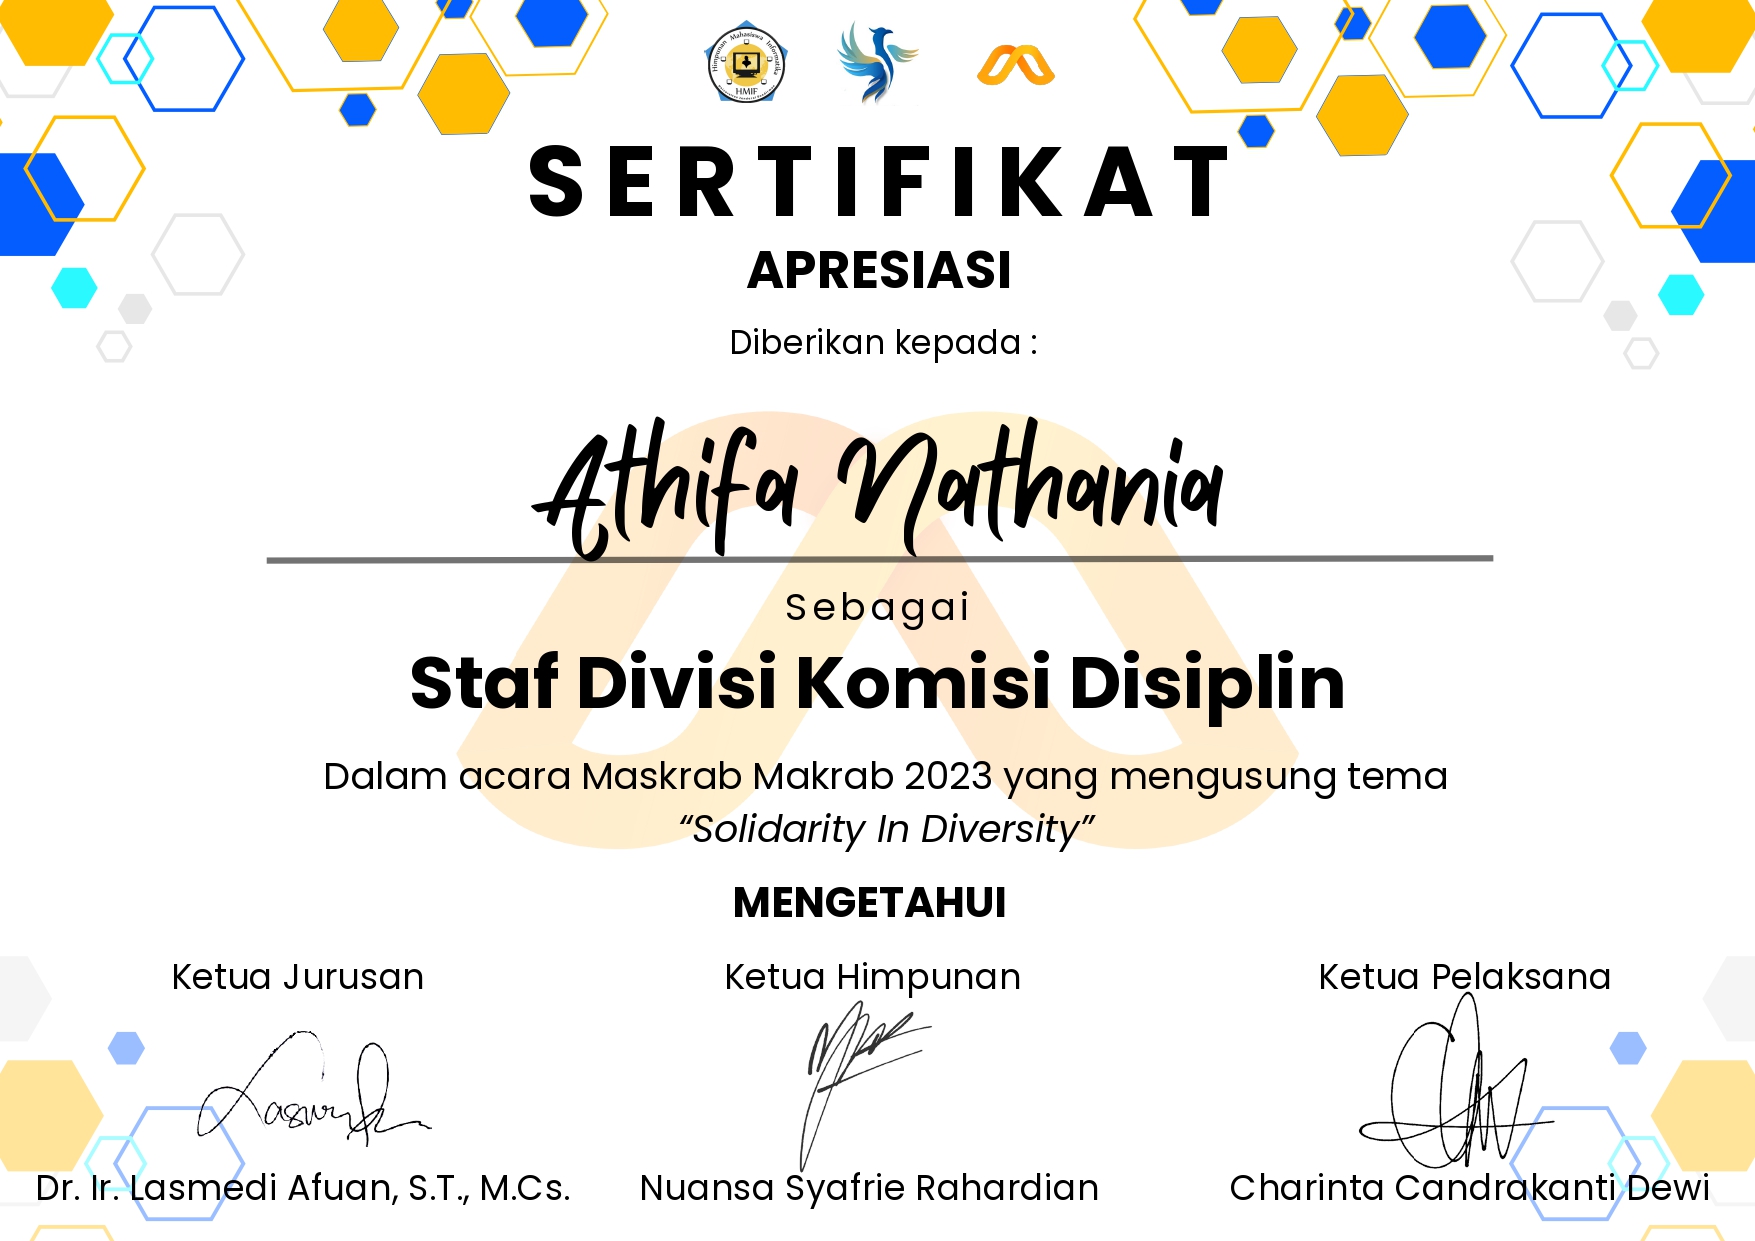 Himpunan Mahasiswa Informatika
HMIF
SERTIFIKAT
APRESIASI
Diberikan kepada :
Athifa Nathania
Sebagai
Staf Divisi Komisi Disiplin
Dalam acara Maskrab Makrab 2023 yang mengusung tema
“Solidarity In Diversity”
MENGETAHUI
Ketua Jurusan
Ketua Himpunan
Ketua Pelaksana
Dr. Ir. Lasmedi Afuan, S.T., M.Cs.
Nuansa Syafrie Rahardian
Charinta Candrakanti Dewi